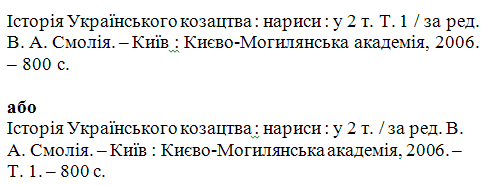 Історія Українського козацтва : нариси : у 2 т. Т. 1 / за ред.
В. А. Смолія. – Київ : Києво-Могилянська академія, 2006.
– 800 с.
або
Історія Українського козацтва : нариси : у 2 т. / за ред. В.
А. Смолія. – Київ : Києво-Могилянська академія, 2006. –
Т. 1. – 800 с.